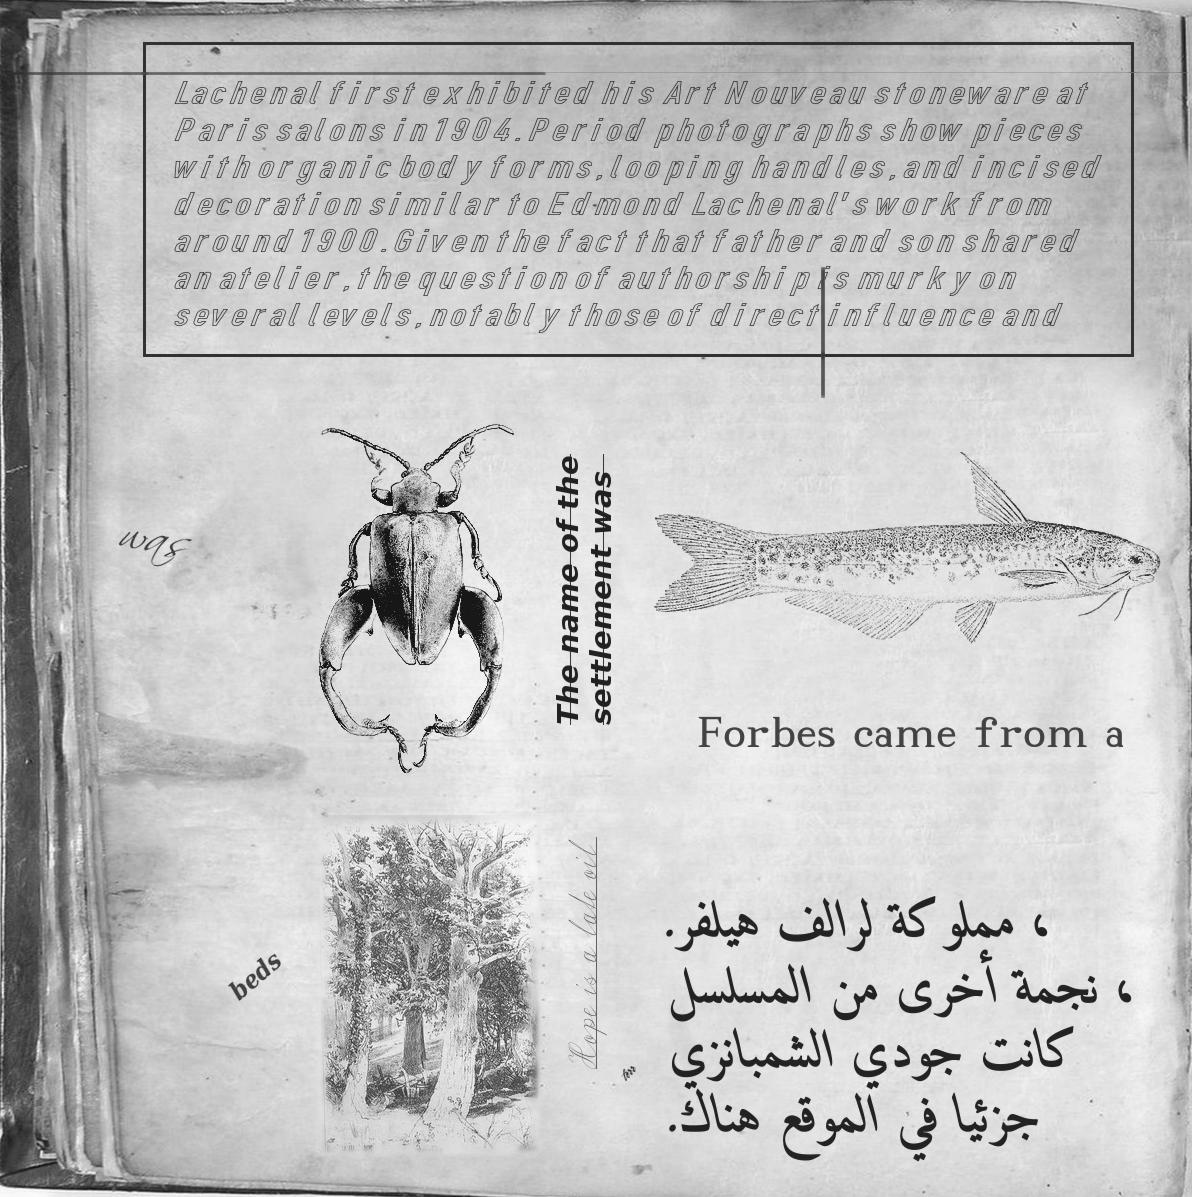 Lachenal first exhibited his Art Nouveau stoneware at
Paris salons in 1904. Period photographs show pieces
with organic body forms, looping handles, and incised
decoration similar to Edmond Lachenal's work from
around 1900. Given the fact that father and son shared
an atelier, the question of authorship is murky on
several levels, notably those of direct influence and
was
The name of the
settlement was
Forbes came from a
beds
Hope is a oil
، مملوكة لرالف هيلفر.
، نجمة أخرى من المسلسل
كانت جودي الشمبانزي
جزئيا في الموقع هناك.